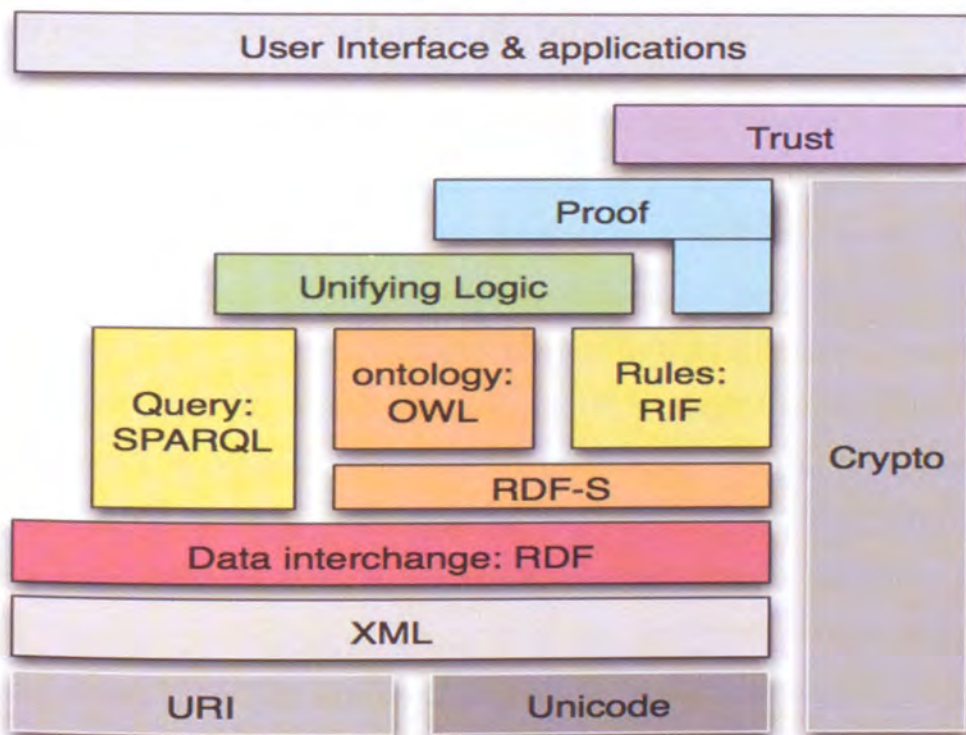 User Interface & applications
Trust
Proof
Unifying Logic
Query:
SPARQL
ontology:
OWL
Rules:
RIF
Crypto
RDF-S
Data interchange: RDF
XML
URI
Unicode